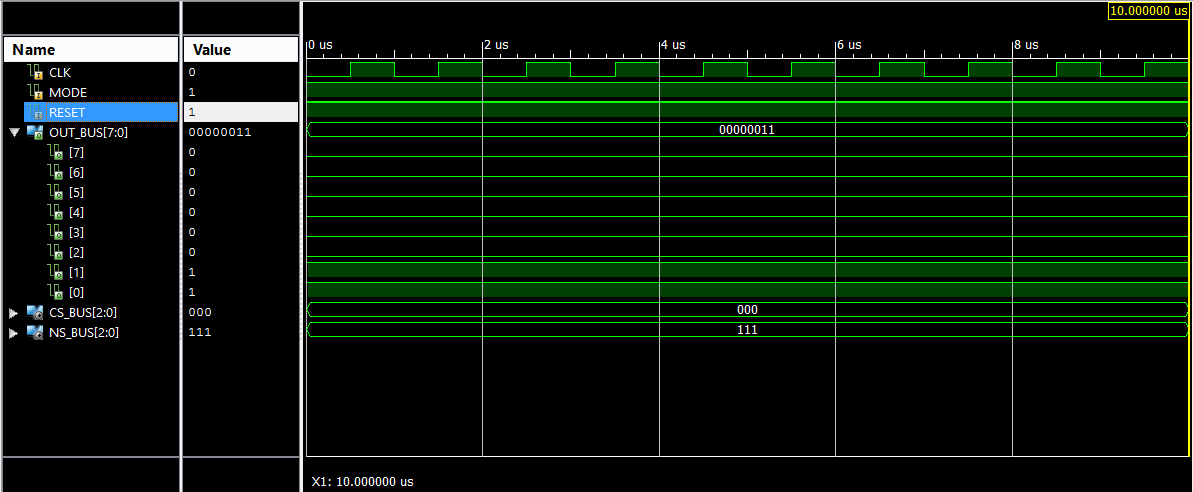 10.000000 us
Name Value
0 us 2 us 4 us 6 us 8 us
CLK 0
MODE 1
RESET 1
OUT_BUS[7:0] 00000011 00000011
[7] 0
[6] 0
[5] 0
[4] 0
[3] 0
[2] 0
[1] 1
[0] 1
CS_BUS[2:0] 000 000
NS_BUS[2:0] 111 111
X1: 10.000000 us